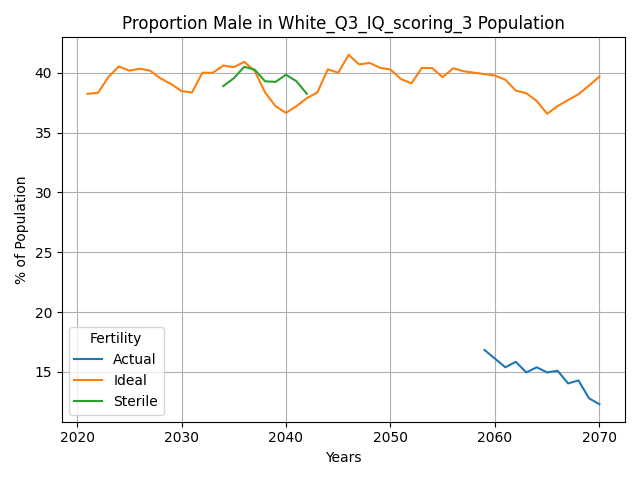 Proportion Male in White_Q3_IQ_scoring_3 Population
% of Population
40
35
30
25
20
15
Fertility
Actual
Ideal
Sterile
2020 2030 2040 2050 2060 2070
Years